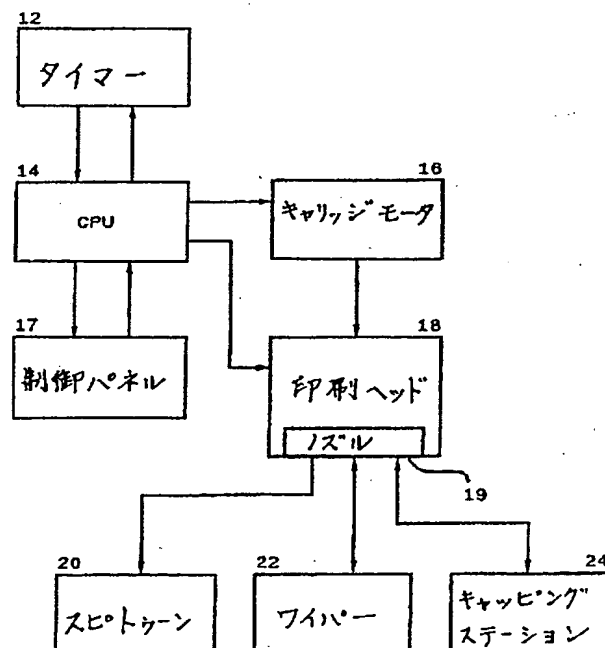 12
タイマー
14
CPU
16
キャリッジモータ
17
制御パネル
18
印刷ヘッド
ノズル
19
20
スピトゥーン
22
ワイパー
24
キャッピング
ステーション